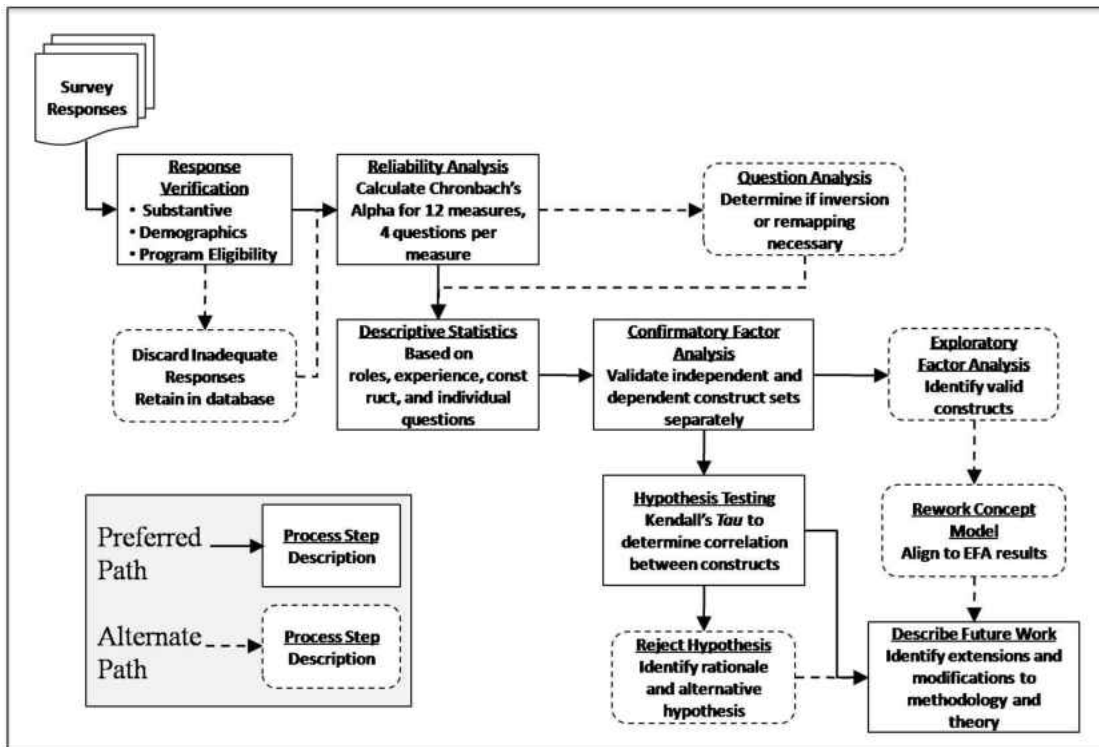 Survey
Responses
Response
Verification
• Substantive
• Demographics
• Program Eligibility
Reliability Analysis
Calculate Chronbach's
Alpha for 12 measures,
4 questions per
measure
Question Analysis
Determine if inversion
or remapping
necessary
Discard Inadequate
Responses
Retain in database
Descriptive Statistics
Based on
roles, experience, const
ruct, and individual
questions
Confirmatory Factor
Analysis
Validate independent and
dependent construct sets
separately
Exploratory
Factor Analysis
Identify valid
constructs
Hypothesis Testing
Kendall's Tau to
determine correlation
between constructs
Rework Concept
Model
Align to EFA results
Reject Hypothesis
Identify rationale
and alternative
hypothesis
Describe Future Work
Identify extensions and
modifications to
methodology and
theory
Preferred
Path
Process Step
Description
Alternate
Path
Process Step
Description